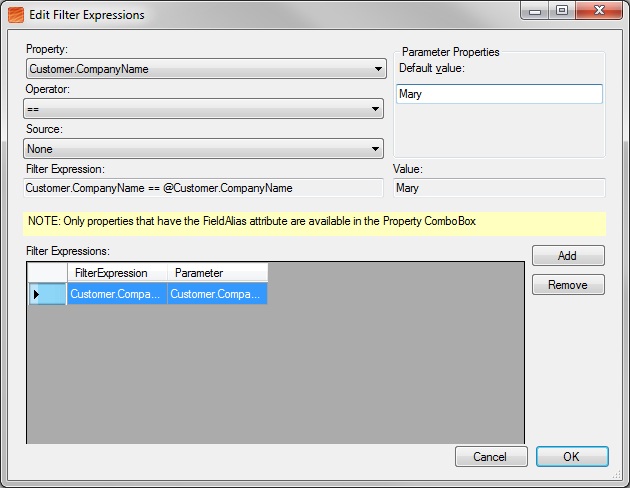 Edit Filter Expressions
Property:
Customer.CompanyName
Operator:
==
Source:
None
Parameter Properties
Default value:
Mary
Filter Expression:
Customer.CompanyName == @Customer.CompanyName
Value:
Mary
NOTE: Only properties that have the FieldAlias attribute are available in the Property ComboBox
Filter Expressions:
FilterExpression Parameter
Customer.Compa... Customer.Compa...
Add
Remove
Cancel OK